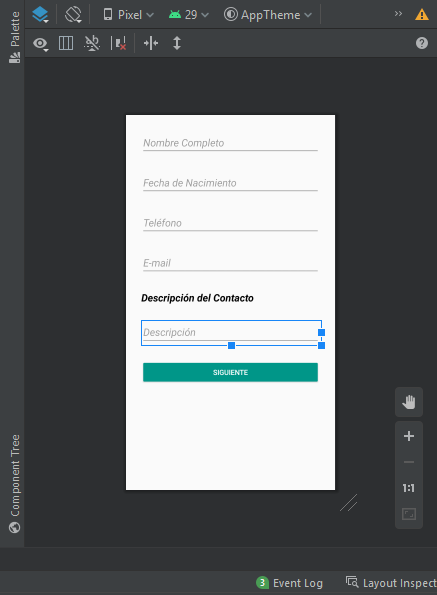 Palette
Pixel
29
AppTheme
Nombre Completo
Fecha de Nacimiento
Teléfono
E-mail
Descripción del Contacto
Descripción
SIGUIENTE
1:1
Component Tree
3 Event Log
Layout Inspect